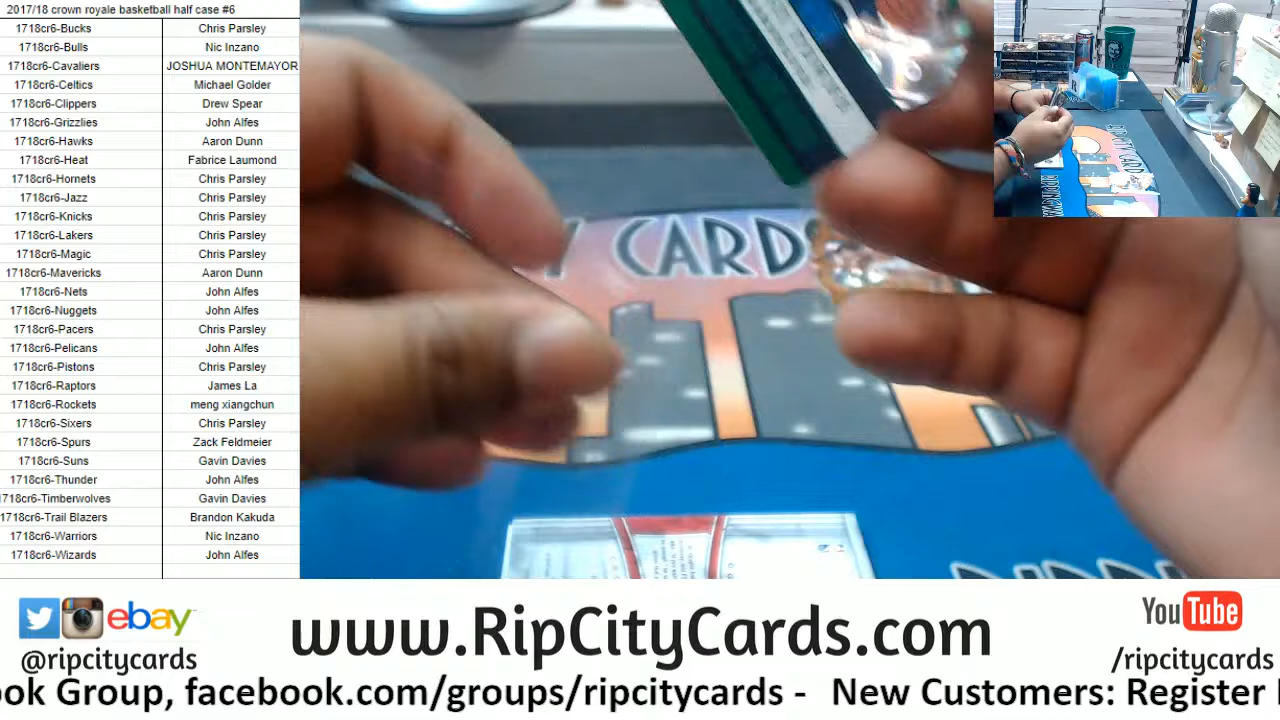 2017/18 crown royale basketball half case #6
1718cr6-Bucks Chris Parsley
1718cr6-Bulls Nic Inzano
1718cr6-Cavaliers JOSHUA MONTEMAYOR
1718cr6-Celtics Michael Golder
1718cr6-Clippers Drew Spear
1718cr6-Grizzlies John Alfes
1718cr6-Hawks Aaron Dunn
1718cr6-Heat Fabrice Laumond
1718cr6-Hornets Chris Parsley
1718cr6-Jazz Chris Parsley
1718cr6-Knicks Chris Parsley
1718cr6-Lakers Chris Parsley
1718cr6-Magic Chris Parsley
1718cr6-Mavericks Aaron Dunn
1718cr6-Nets John Alfes
1718cr6-Nuggets John Alfes
1718cr6-Pacers Chris Parsley
1718cr6-Pelicans John Alfes
1718cr6-Pistons Chris Parsley
1718cr6-Raptors James La
1718cr6-Rockets meng xiangchun
1718cr6-Sixers Chris Parsley
1718cr6-Spurs Zack Feldmeier
1718cr6-Suns Gavin Davies
1718cr6-Thunder John Alfes
1718cr6-Timberwolves Gavin Davies
1718cr6-Trail Blazers Brandon Kakuda
1718cr6-Warriors Nic Inzano
1718cr6-Wizards John Alfes
Y CARDS
ebay
@ripcitycards
www.RipCityCards.com
YouTube
/ripcitycards
ook Group, facebook.com/groups/ripcitycards - New Customers: Register